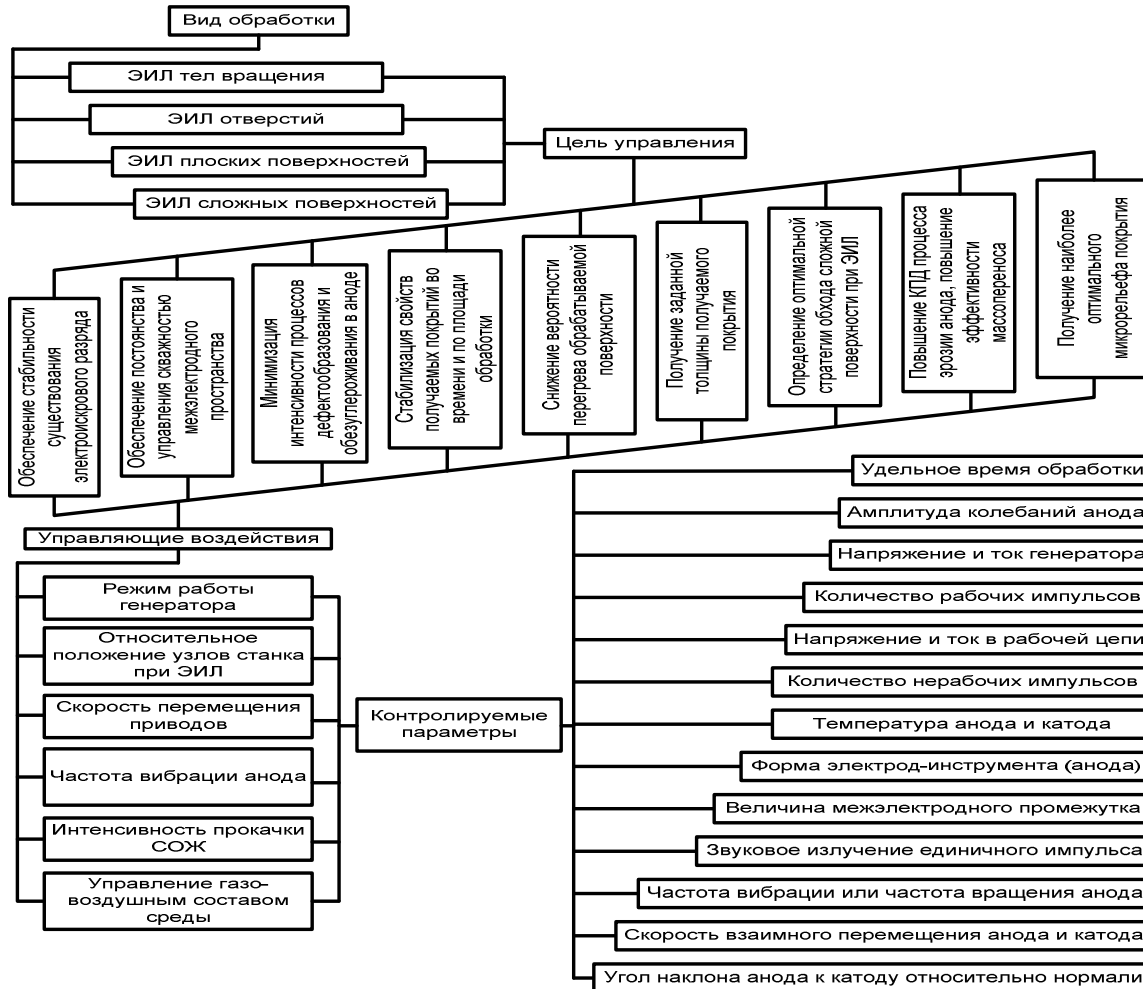 Вид обработки
ЭИЛ тел вращения
ЭИЛ отверстий
ЭИЛ плоских поверхностей
ЭИЛ сложных поверхностей
Цель управления
Обеспечение стабильности
существования
электроискрового разряда
Обеспечение постоянства и
управления скважностью
межэлектродного
пространства
Минимизация
интенсивности процессов
дефектообразования и
обезуглероживания в аноде
Стабилизация свойств
получаемых покрытий во
времени и по площади
обработки
Снижение вероятности
перегрева обрабатываемой
поверхности
Получение заданной
толщины получаемого
покрытия
Определение оптимальной
стратегии обхода сложной
поверхности при ЭИЛ
Повышение КПД процесса
эрозии анода, повышение
эффективности
массопереноса
Получение наиболее
оптимального
микрорельефа покрытия
Управляющие воздействия
Режим работы
генератора
Относительное
положение узлов станка
при ЭИЛ
Скорость перемещения
приводов
Частота вибрации анода
Интенсивность прокачки
СОЖ
Управление газо-
воздушным составом
среды
Контролируемые
параметры
Удельное время обработки
Амплитуда колебаний анода
Напряжение и ток генератора
Количество рабочих импульсов
Напряжение и ток в рабочей цепи
Количество нерабочих импульсов
Температура анода и катода
Форма электрод-инструмента (анода)
Величина межэлектродного промежутка
Звуковое излучение единичного импульса
Частота вибрации или частота вращения анода
Скорость взаимного перемещения анода и катода
Угол наклона анода к катоду относительно нормали